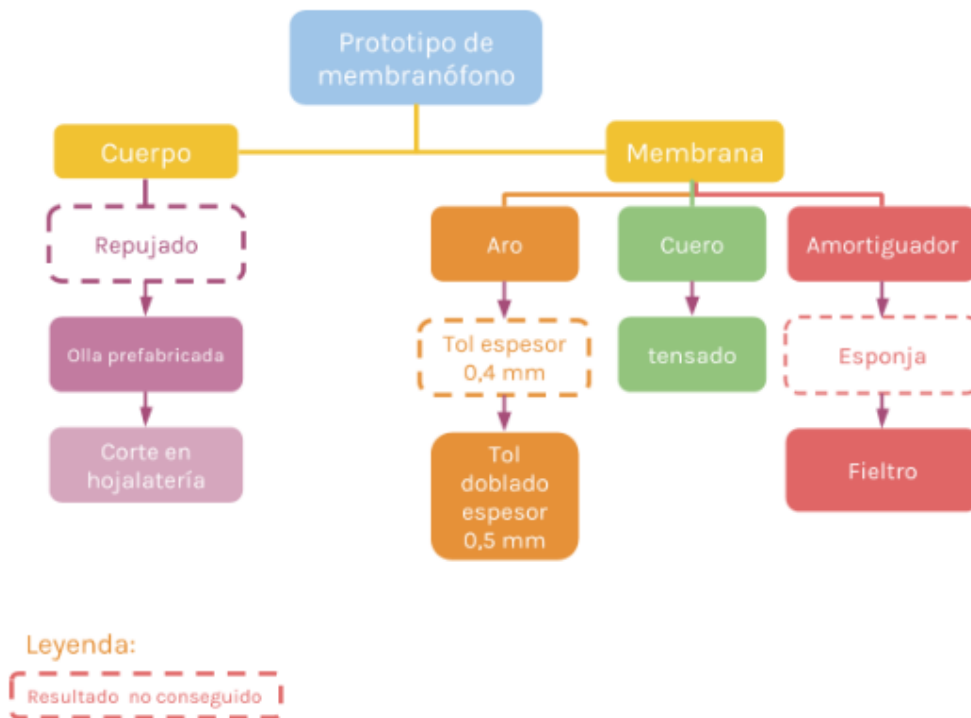 Prototipo de
membranófono
Cuerpo
Membrana
Repujado
Aro
Cuero
Amortiguador
Olla prefabricada
Tol espesor
0,4 mm
tensado
Esponja
Corte en
hojalatería
Tol
doblado
espesor
0,5 mm
Fieltro
Leyenda:
Resultado no conseguido